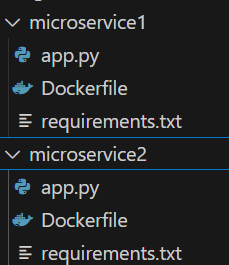 microservice1
app.py
Dockerfile
requirements.txt
microservice2
app.py
Dockerfile
requirements.txt